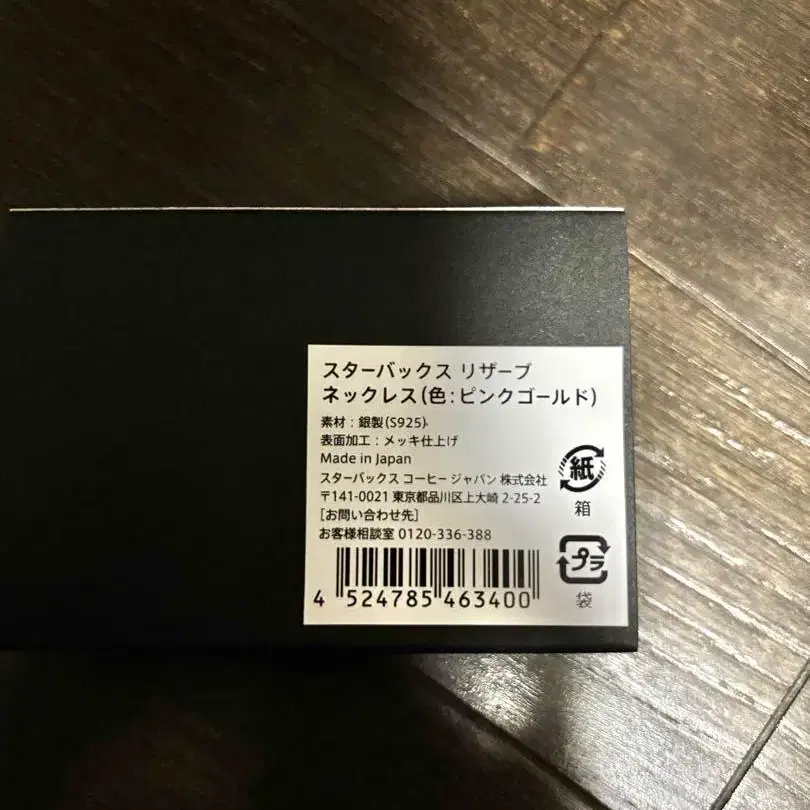 スターバックス リザーブ
ネックレス(色:ピンクゴールド)
素材:銀製(S925)
表面加工:メッキ仕上げ
Made in Japan
スターバックス コーヒー ジャパン 株式会社
〒141-0021 東京都品川区上大崎 2-25-2
[お問い合わせ先]
お客様相談室 0120-336-388
4 524785 463400
紙
箱
プラ
袋